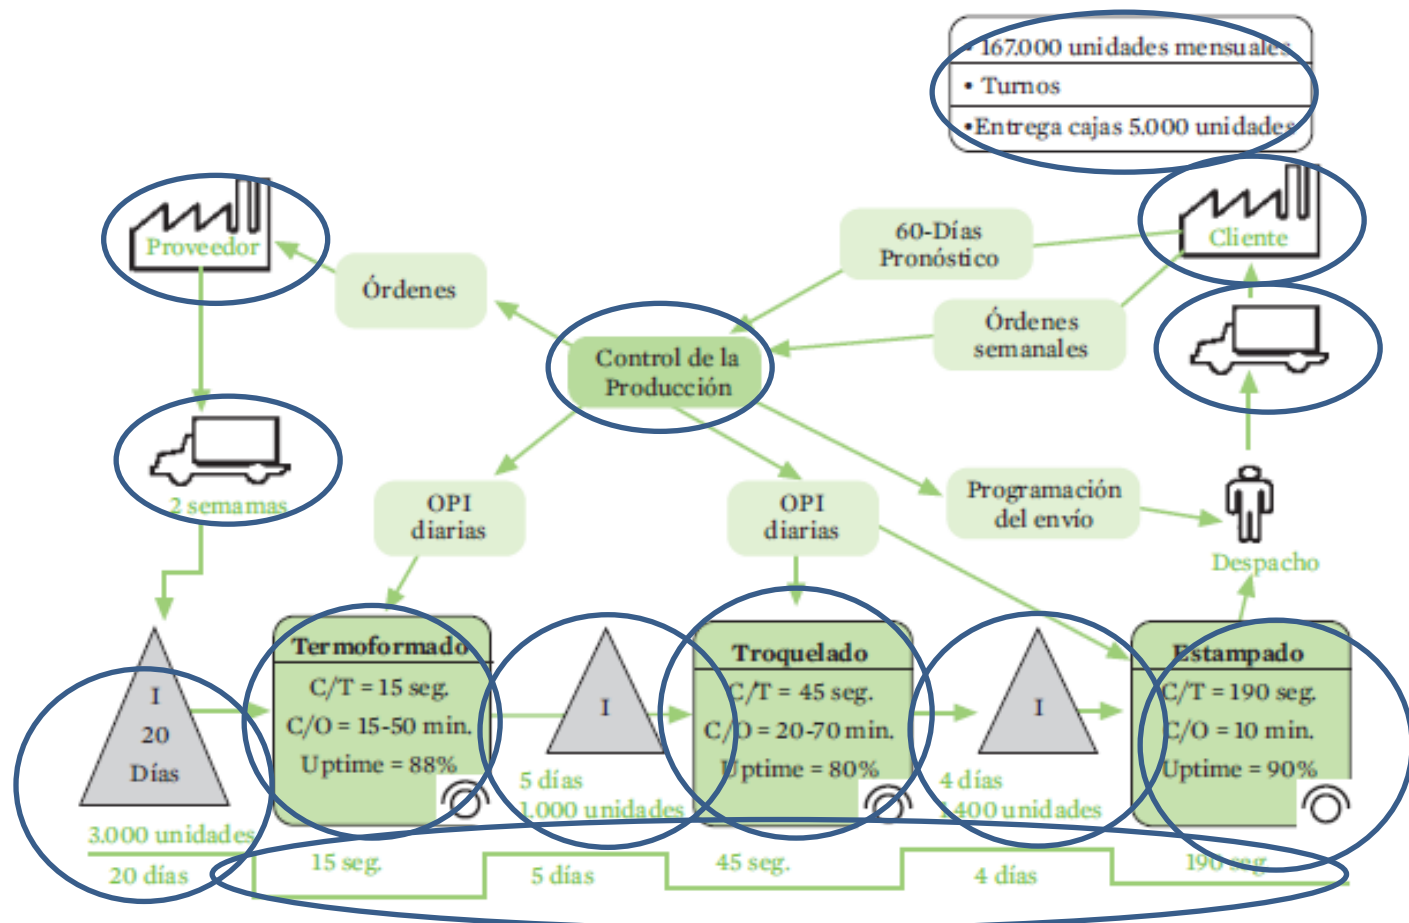 • 167.000 unidades mensuales
• Turnos
•Entrega cajas 5.000 unidades
Proveedor
Cliente
60-Días
Pronóstico
Órdenes
Órdenes
semanales
Control de la
Producción
2 semamas
OPI
diarias
OPI
diarias
Programación
del envío
Despacho
I
20
Días
3.000 unidades
Termoformado
C/T = 15 seg.
C/O = 15-50 min.
Uptime = 88%
I
5 días
1.000 unidades
Troquelado
C/T = 45 seg.
C/O = 20-70 min.
Uptime = 80%
I
4 días
1.400 unidades
Estampado
C/T = 190 seg.
C/O = 10 min.
Uptime = 90%
20 días
15 seg.
5 días
45 seg.
4 días
190 seg.